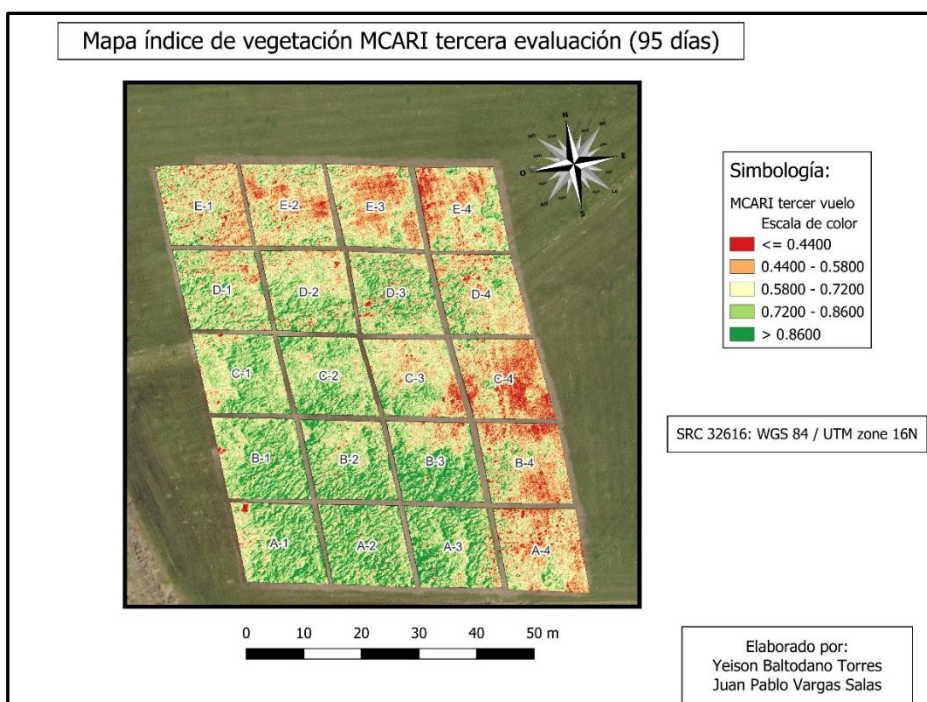 Mapa índice de vegetación MCARI tercera evaluación (95 días)
N
E
S
O
E-1
E-2
E-3
E-4
D-1
D-2
D-3
D-4
C-1
C-2
C-3
C-4
B-1
B-2
B-3
B-4
A-1
A-2
A-3
A-4
Simbología:
MCARI tercer vuelo
Escala de color
<= 0.4400
0.4400 - 0.5800
0.5800 - 0.7200
0.7200 - 0.8600
> 0.8600
SRC 32616: WGS 84 / UTM zone 16N
0 10 20 30 40 50 m
Elaborado por:
Yeison Baltodano Torres
Juan Pablo Vargas Salas